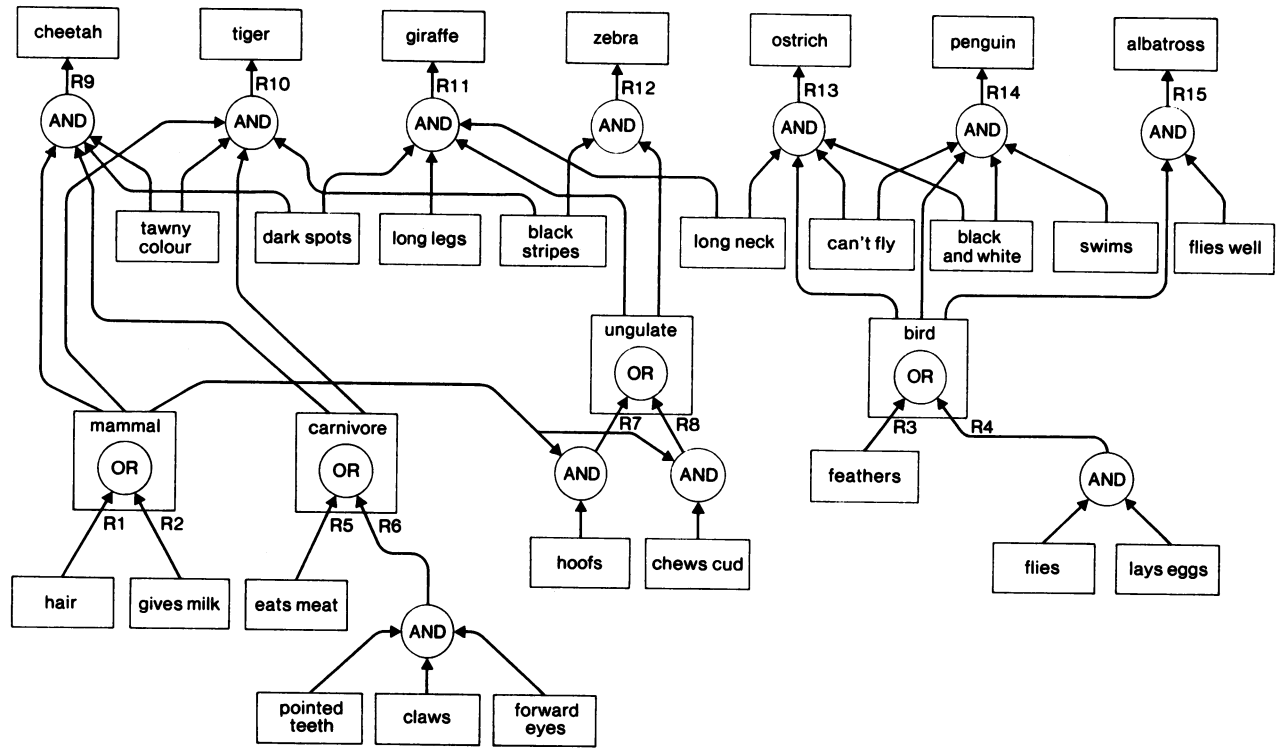 cheetah
tiger
giraffe
zebra
ostrich
penguin
albatross
R9
R10
R11
R12
R13
R14
R15
AND
AND
AND
AND
AND
AND
AND
tawny
colour
dark spots
long legs
black
stripes
long neck
can't fly
black
and white
swims
flies well
ungulate
OR
bird
OR
R7
R8
R3
R4
mammal
OR
carnivore
OR
AND
AND
feathers
AND
R1
R2
R5
R6
hoofs
chews cud
flies
lays eggs
hair
gives milk
eats meat
AND
pointed
teeth
claws
forward
eyes